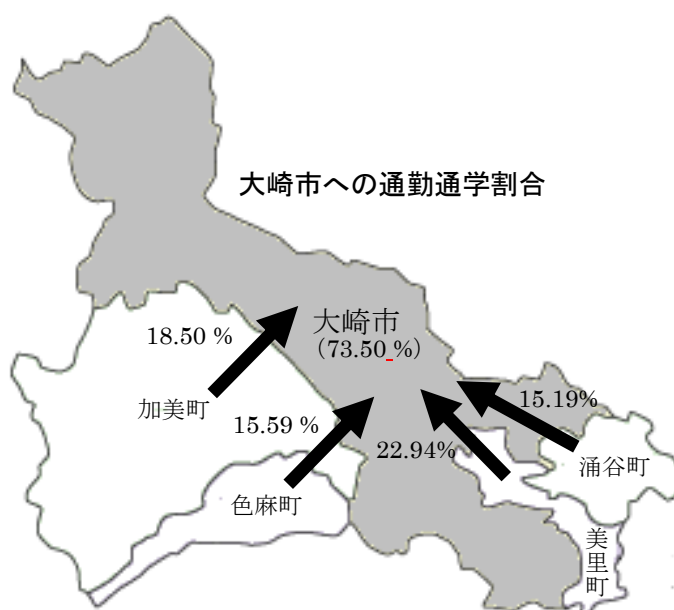 大崎市への通勤通学割合
大崎市
(73.50 %)
18.50 %
加美町
15.59 %
色麻町
22.94%
15.19%
涌谷町
美里町